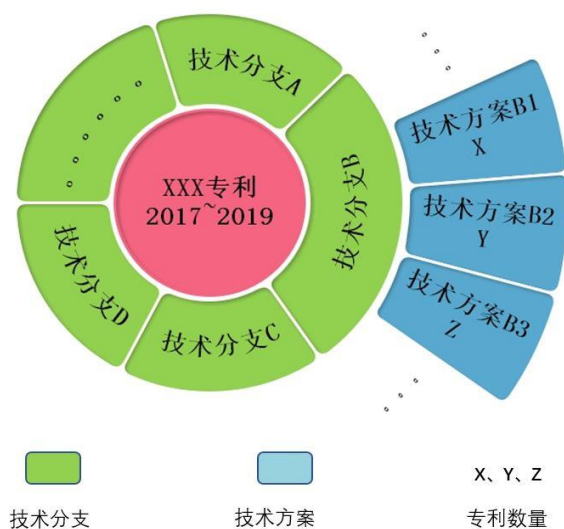 技术分支A
技术分支B
技术分支C
技术分支D
XXX专利
2017~2019
技术方案B1
X
技术方案B2
Y
技术方案B3
Z
技术分支
技术方案
X、Y、Z
专利数量